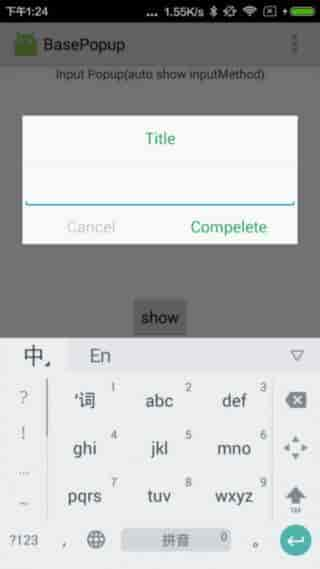 下午1:24 ... 1.55K/s
BasePopup
Input Popup(auto show inputMethod)
Title
Cancel Compelete
show
中 En
? '词 1 abc 2 def 3
! ghi 4 jkl 5 mno 6
... pqrs 7 tuv 8 wxyz 9
~
?123 , 拼音 0 。